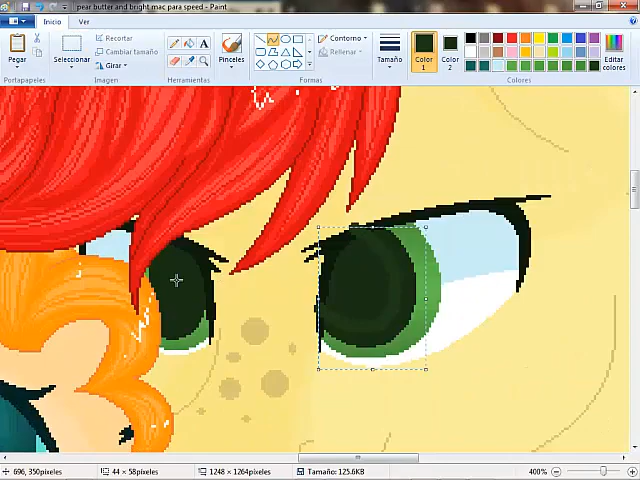 pear butter and bright mac para speed - Paint
Inicio Ver
Pegar
Seleccionar
Recortar
Cambiar tamaño
Girar
Pinceles
Contorno
Rellenar
Tamaño
Color 1
Color 2
Editar colores
Portapapeles Imagen Herramientas Formas Colores
696, 350píxeles 44 × 58píxeles 1248 × 1264píxeles Tamaño: 125.6KB 400%